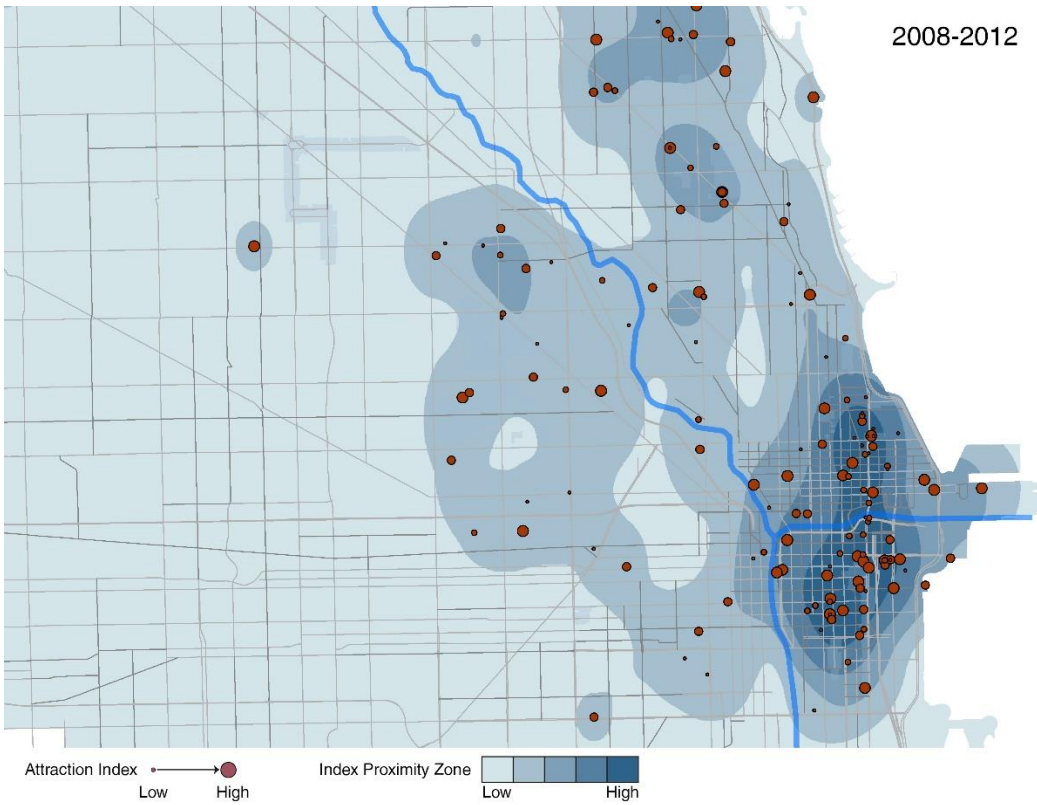 2008-2012
Attraction Index
Low
High
Index Proximity Zone
Low
High